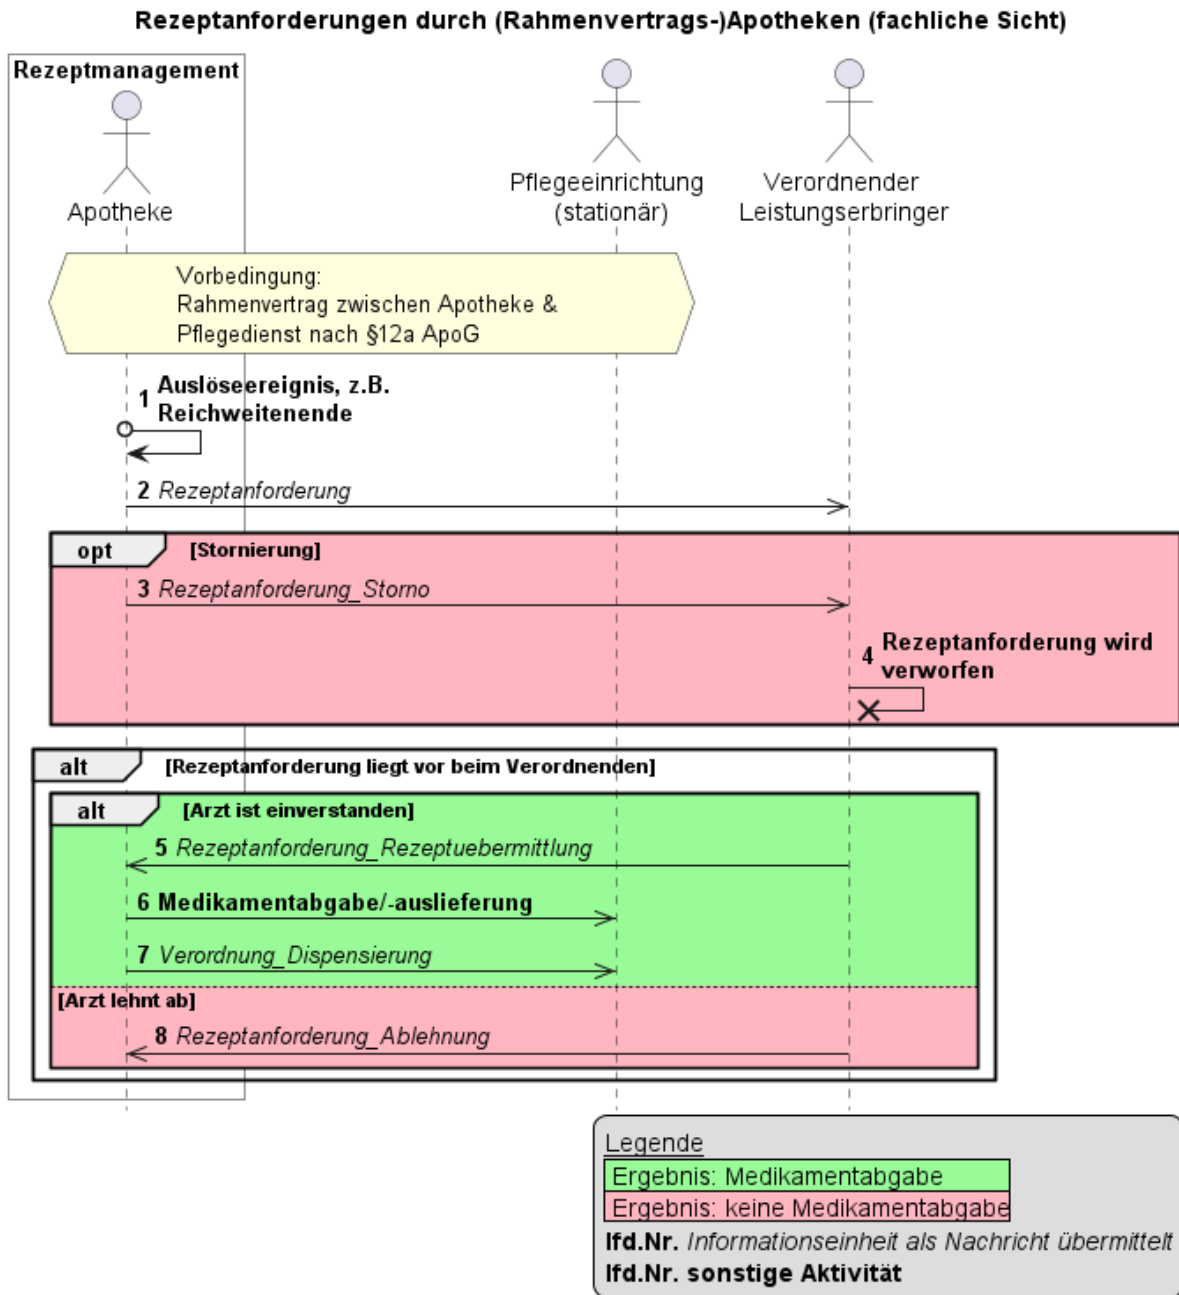 Rezeptanforderungen durch (Rahmenvertrags-)Apotheken (fachliche Sicht)
Rezeptmanagement
Apotheke
Pflegeeinrichtung
(stationär)
Verordnender
Leistungserbringer
Vorbedingung:
Rahmenvertrag zwischen Apotheke &
Pflegedienst nach §12a ApoG
1 Auslöseereignis, z.B.
Reichweitenende
2 Rezeptanforderung
opt [Stornierung]
3 Rezeptanforderung_Storno
4 Rezeptanforderung wird
verworfen
alt [Rezeptanforderung liegt vor beim Verordnenden]
alt [Arzt ist einverstanden]
5 Rezeptanforderung_Rezeptuebermittlung
6 Medikamentabgabe/-auslieferung
7 Verordnung_Dispensierung
[Arzt lehnt ab]
8 Rezeptanforderung_Ablehnung
Legende
Ergebnis: Medikamentabgabe
Ergebnis: keine Medikamentabgabe
lfd.Nr. Informationseinheit als Nachricht übermittelt
lfd.Nr. sonstige Aktivität